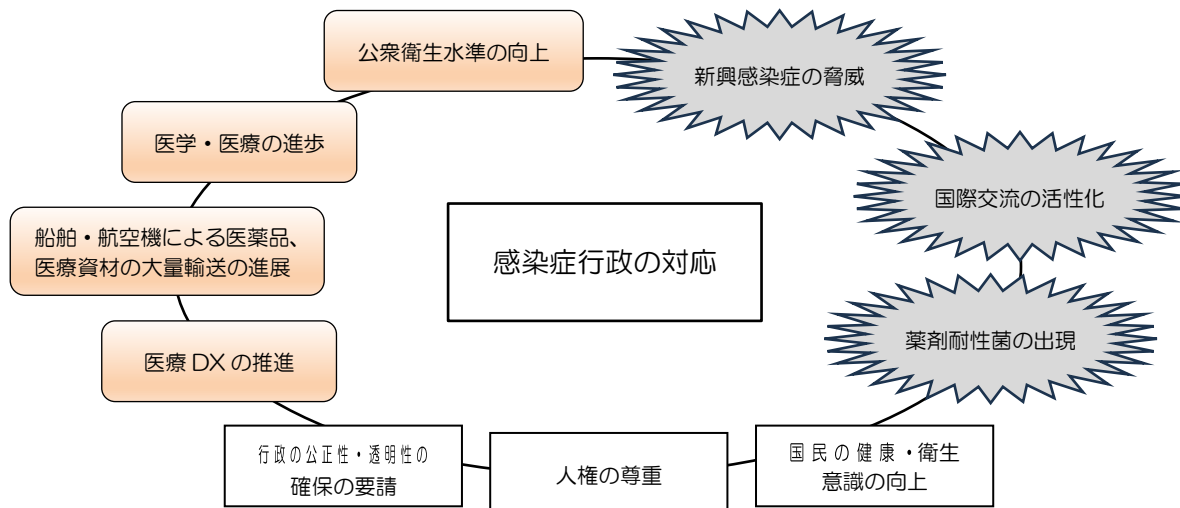 公衆衛生水準の向上
新興感染症の脅威
医学・医療の進歩
国際交流の活性化
船舶・航空機による医薬品、
医療資材の大量輸送の進展
感染症行政の対応
薬剤耐性菌の出現
医療 DX の推進
行政の公正性・透明性の
確保の要請
人権の尊重
国民の健康・衛生
意識の向上